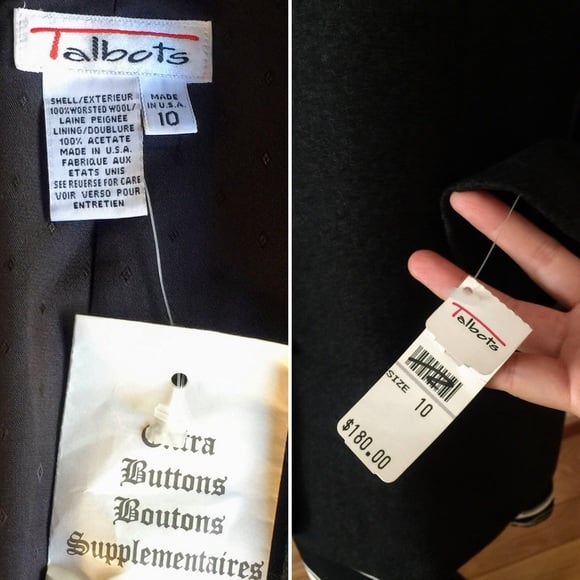 Talbots
SHELL/EXTERIEUR
100%WORSTED WOOL/
LAINE PEIGNÉE
LINING/DOUBLURE
100% ACETATE
MADE IN U.S.A.
FABRIQUE AUX
ETATS UNIS
SEE REVERSE FOR CARE
VOIR VERSO POUR
ENTRETIEN
MADE
IN U.S.A.
10
Extra
Buttons
Boutons
Supplementaires
Talbots
SIZE 10
$180.00